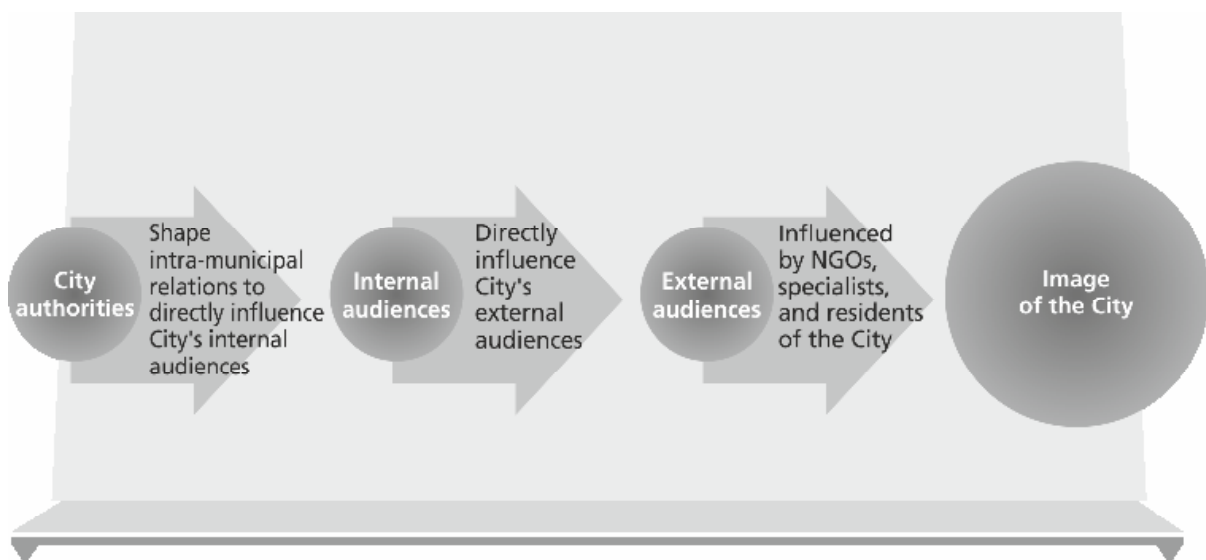 City
authorities
Shape
intra-municipal
relations to
directly influence
City's internal
audiences
Internal
audiences
Directly
influence
City's
external
audiences
External
audiences
Influenced
by NGOs,
specialists,
and residents
of the City
Image
of the City